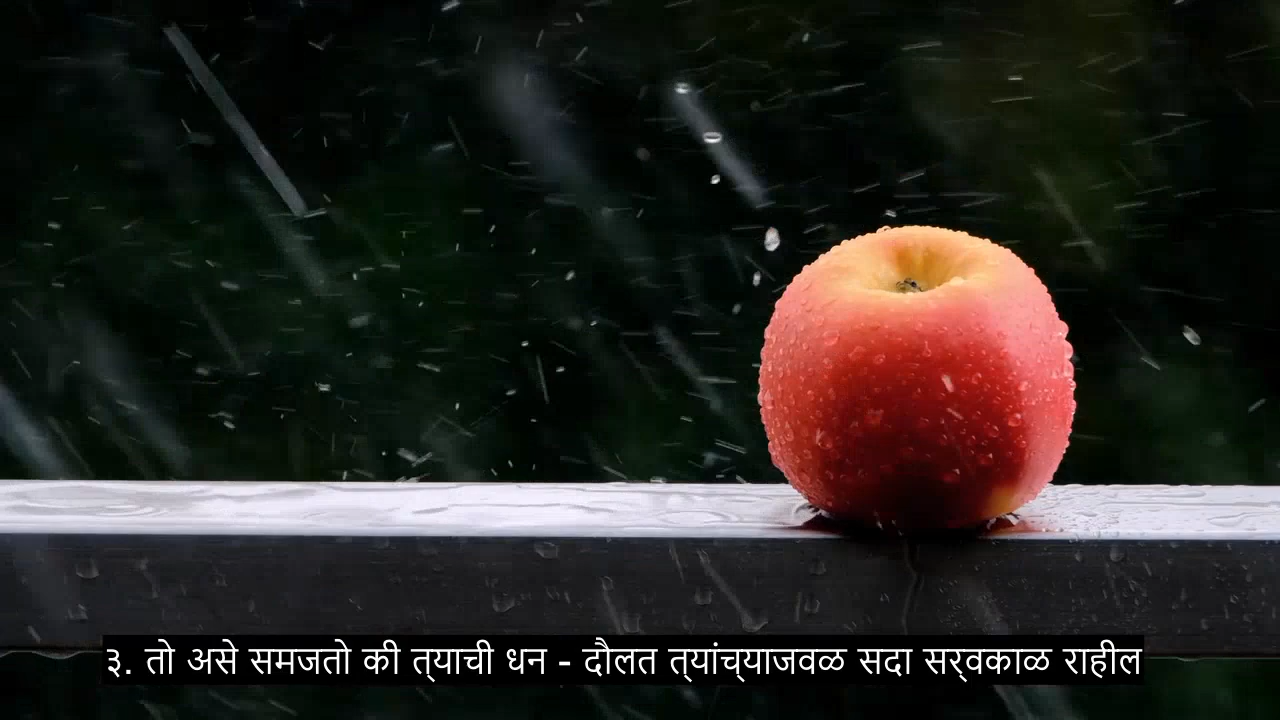 ३. तो असे समजतो की त्याची धन - दौलत त्यांच्याजवळ सदा सर्वकाळ राहील